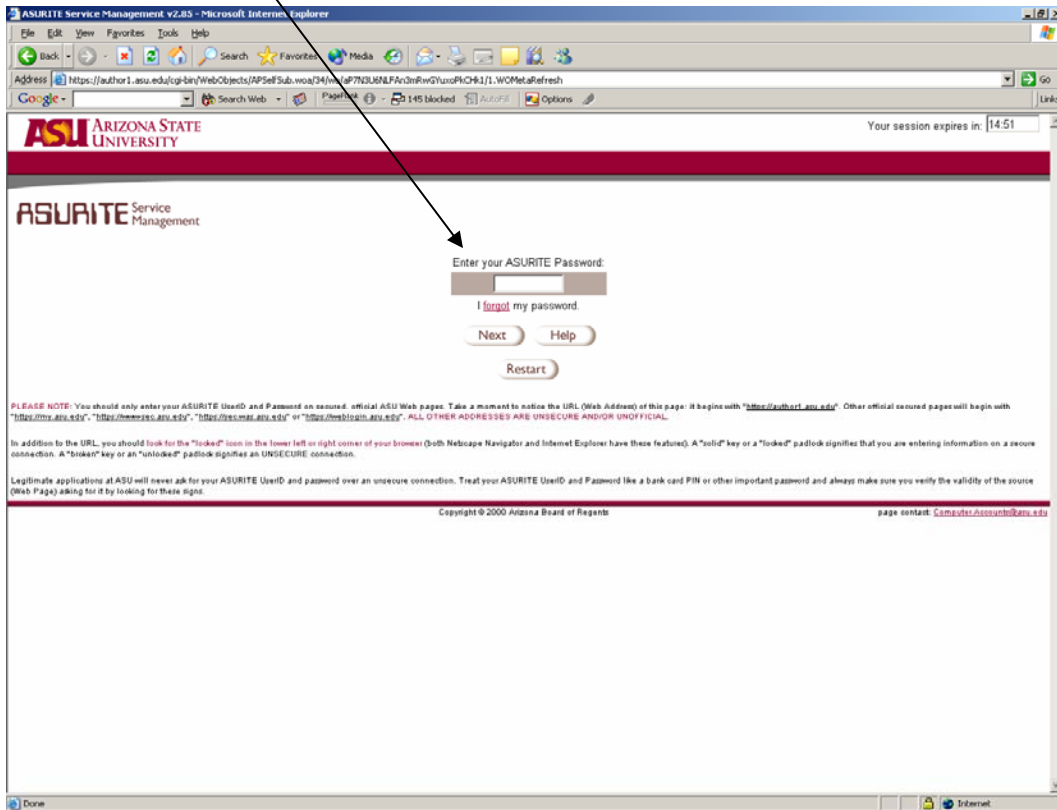 ASURITE Service Management v2.85 - Microsoft Internet Explorer
File Edit View Favorites Tools Help
Back Search Favorites Media
Address https://author1.asu.edu/cgi-bin/WebObjects/APSelfSub.woa/34/wo/aP7N3U6NLFAn3mRwGYuxoPkCHk1/1.WOMetaRefresh Go
Google Search Web PageRank 145 blocked AutoFill Options Links
ASU ARIZONA STATE UNIVERSITY
Your session expires in: 14:51
ASURITE Service Management
Enter your ASURITE Password:
I forgot my password.
Next Help
Restart
PLEASE NOTE: You should only enter your ASURITE UserID and Password on secured, official ASU Web pages. Take a moment to notice the URL (Web Address) of this page: it begins with "https://author1.asu.edu". Other official secured pages will begin with
"https://my.asu.edu", "https://www-sec.asu.edu", "https://sec.was.asu.edu" or "https://weblogin.asu.edu". ALL OTHER ADDRESSES ARE UNSECURE AND/OR UNOFFICIAL.
In addition to the URL, you should look for the "locked" icon in the lower left or right corner of your browser (both Netscape Navigator and Internet Explorer have these features). A "solid" key or a "locked" padlock signifies that you are entering information on a secure
connection. A "broken" key or an "unlocked" padlock signifies an UNSECURE connection.
Legitimate applications at ASU will never ask for your ASURITE UserID and password over an unsecure connection. Treat your ASURITE UserID and Password like a bank card PIN or other important password and always make sure you verify the validity of the source
(Web Page) asking for it by looking for these signs.
Copyright © 2000 Arizona Board of Regents
page contact: Computer.Accounts@asu.edu
Done Internet